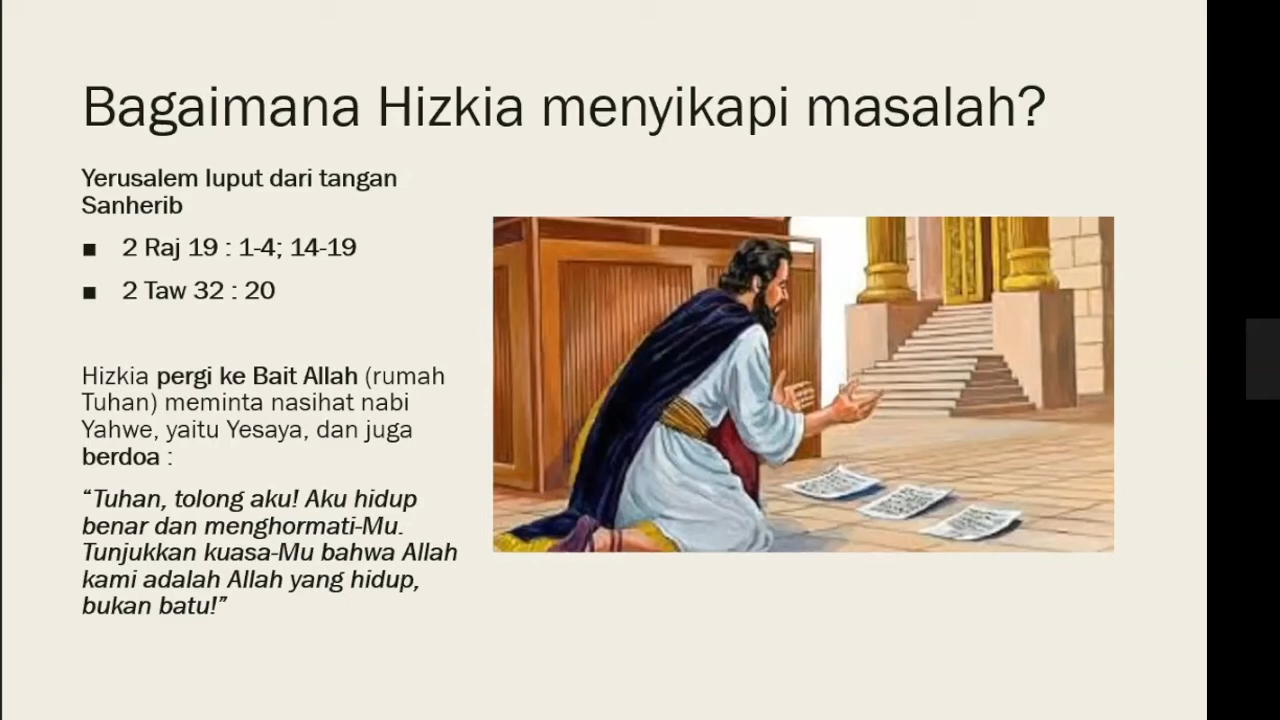 Bagaimana Hizkia menyikapi masalah?
Yerusalem luput dari tangan
Sanherib
▪ 2 Raj 19 : 1-4; 14-19
▪ 2 Taw 32 : 20
Hizkia pergi ke Bait Allah (rumah
Tuhan) meminta nasihat nabi
Yahwe, yaitu Yesaya, dan juga
berdoa :
“Tuhan, tolong aku! Aku hidup
benar dan menghormati-Mu.
Tunjukkan kuasa-Mu bahwa Allah
kami adalah Allah yang hidup,
bukan batu!”